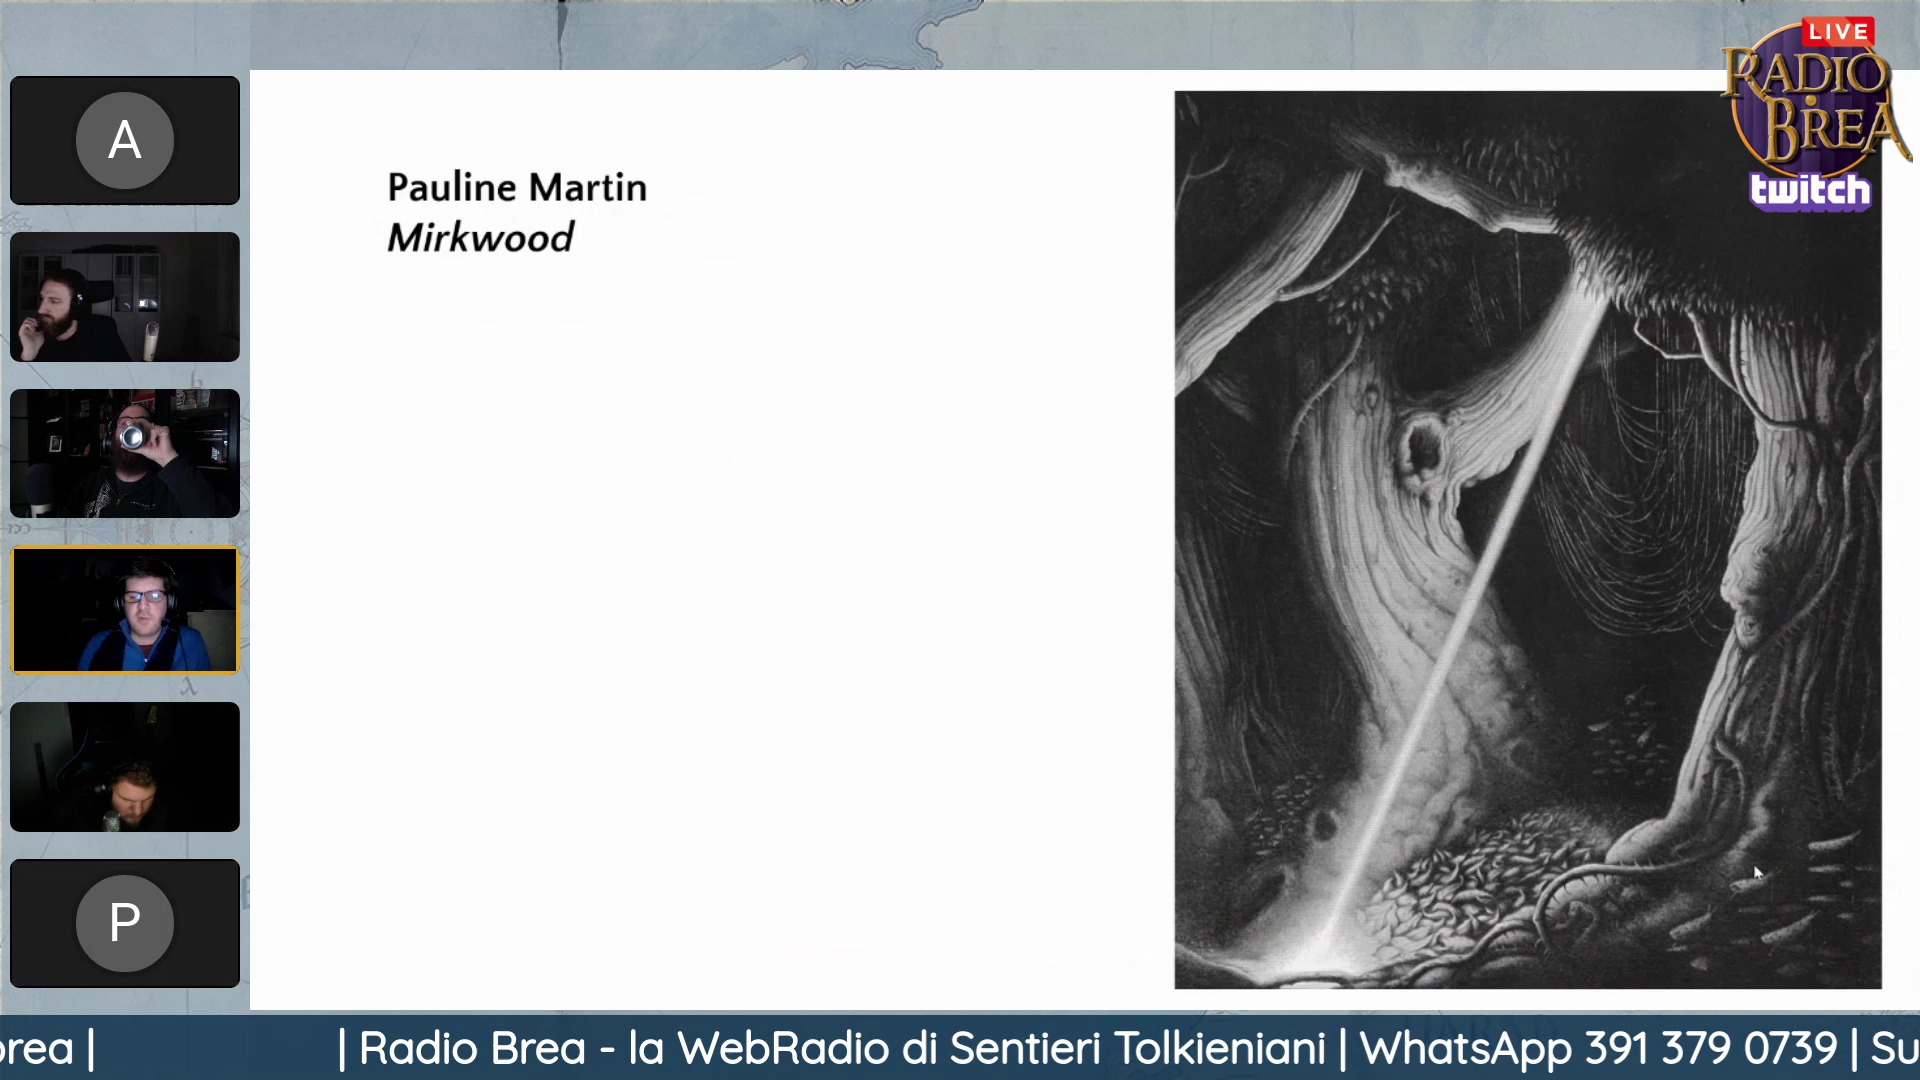 LIVE
RADIO
BREA
twitch
A
Pauline Martin
Mirkwood
P
brea | | Radio Brea - la WebRadio di Sentieri Tolkieniani | WhatsApp 391 379 0739 | Su